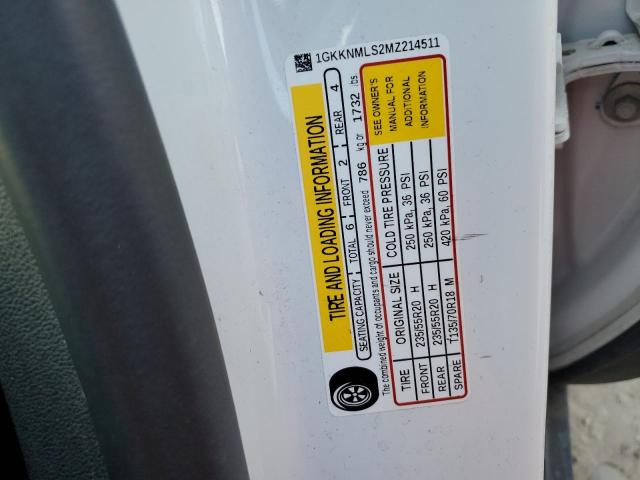 1GKKNMLS2MZ214511
TIRE AND LOADING INFORMATION
SEATING CAPACITY TOTAL 6 FRONT 2 REAR 4
The combined weight of occupants and cargo should never exceed 786 kg or 1732 lbs.
TIRE ORIGINAL SIZE COLD TIRE PRESSURE
FRONT 235/55R20 H 250 kPa, 36 PSI
REAR 235/55R20 H 250 kPa, 36 PSI
SPARE T135/70R18 M 420 kPa, 60 PSI
SEE OWNER'S
MANUAL FOR
ADDITIONAL
INFORMATION